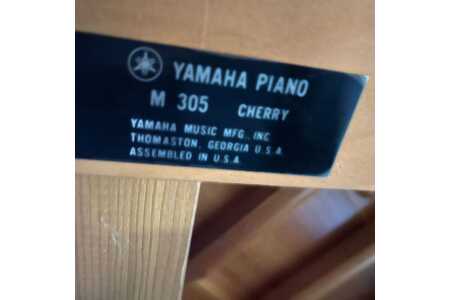 YAMAHA PIANO
M 305 CHERRY
YAMAHA MUSIC MFG., INC
THOMASTON, GEORGIA U.S.A.
ASSEMBLED IN U.S.A.